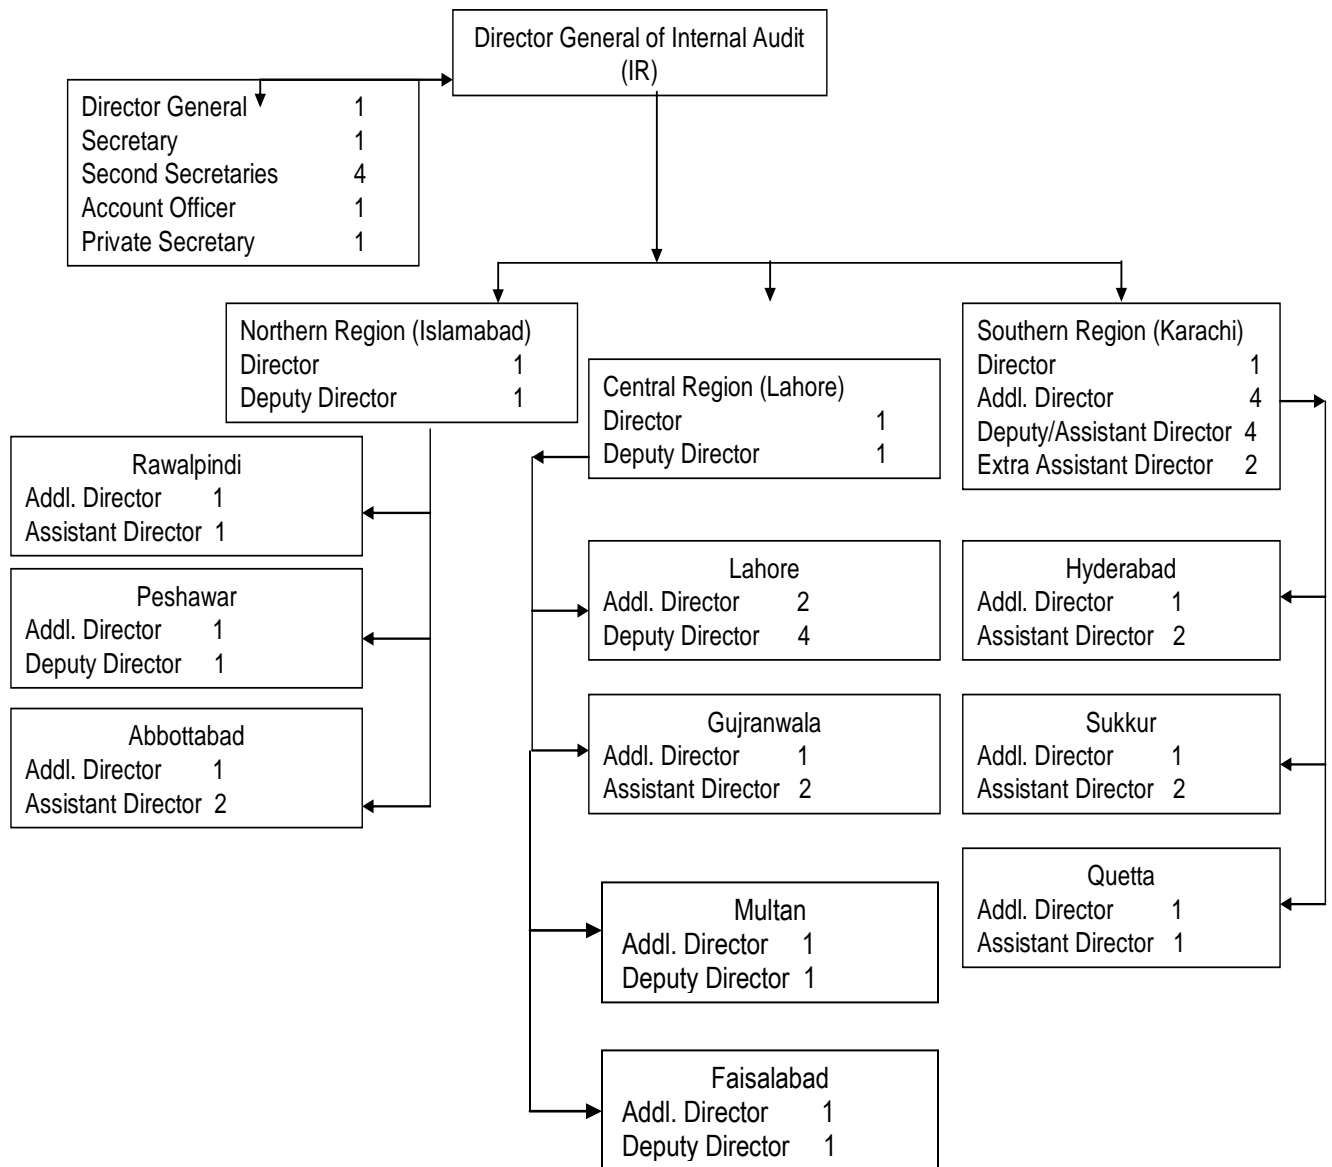 Director General of Internal Audit
(IR)
Director General 1
Secretary 1
Second Secretaries 4
Account Officer 1
Private Secretary 1
Northern Region (Islamabad)
Director 1
Deputy Director 1
Central Region (Lahore)
Director 1
Deputy Director 1
Southern Region (Karachi)
Director 1
Addl. Director 4
Deputy/Assistant Director 4
Extra Assistant Director 2
Rawalpindi
Addl. Director 1
Assistant Director 1
Peshawar
Addl. Director 1
Deputy Director 1
Abbottabad
Addl. Director 1
Assistant Director 2
Lahore
Addl. Director 2
Deputy Director 4
Gujranwala
Addl. Director 1
Assistant Director 2
Multan
Addl. Director 1
Deputy Director 1
Faisalabad
Addl. Director 1
Deputy Director 1
Hyderabad
Addl. Director 1
Assistant Director 2
Sukkur
Addl. Director 1
Assistant Director 2
Quetta
Addl. Director 1
Assistant Director 1